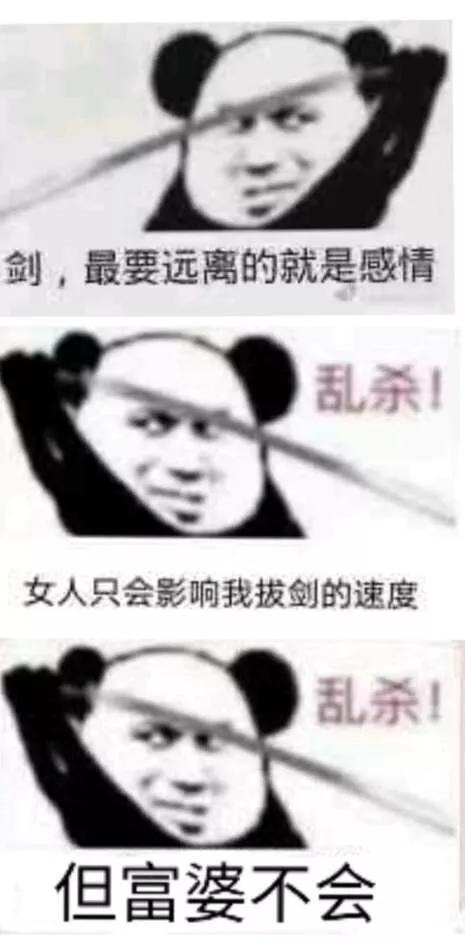 剑，最要远离的就是感情
乱杀！
女人只会影响我拔剑的速度
乱杀！
但富婆不会